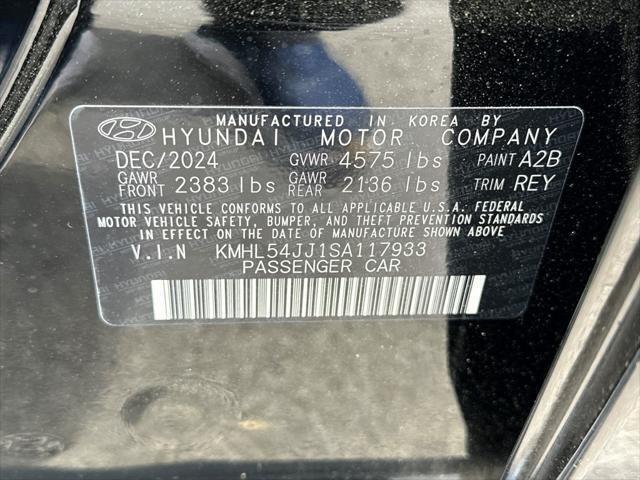 MANUFACTURED IN KOREA BY
HYUNDAI MOTOR COMPANY
DEC/2024 GVWR 4575 lbs PAINT A2B
GAWR FRONT 2383 lbs GAWR REAR 2136 lbs TRIM REY
THIS VEHICLE CONFORMS TO ALL APPLICABLE U.S.A. FEDERAL
MOTOR VEHICLE SAFETY, BUMPER, AND THEFT PREVENTION STANDARDS
IN EFFECT ON THE DATE OF MANUFACTURE SHOWN ABOVE
V.I.N KMHL54JJ1SA117933
PASSENGER CAR